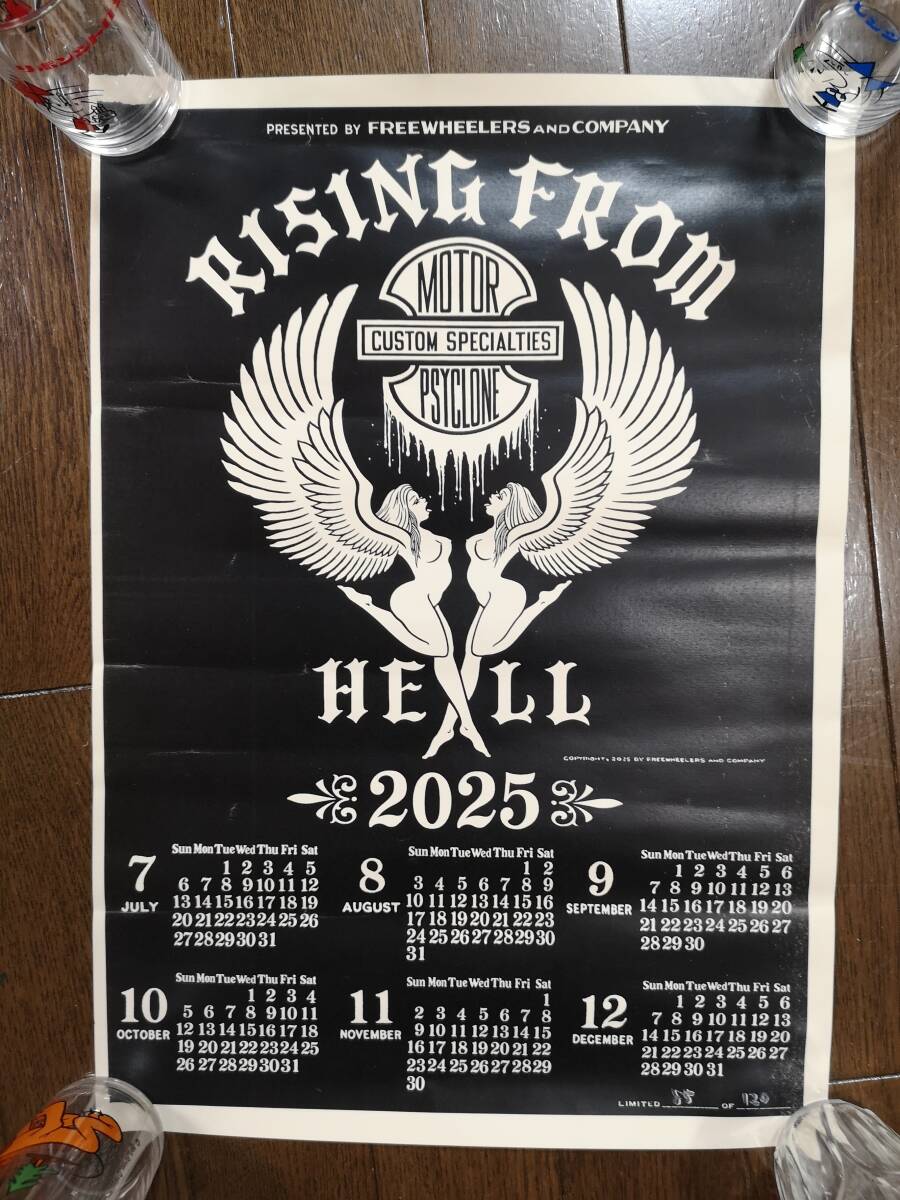 PRESENTED BY FREEWHEELERS AND COMPANY
RISING FROM
MOTOR
CUSTOM SPECIALTIES
PSYCLONE
HELL
COPYRIGHT, 2025 BY FREEWHEELERS AND COMPANY
2025
7
JULY
Sun Mon Tue Wed Thu Fri Sat
1 2 3 4 5
6 7 8 9 10 11 12
13 14 15 16 17 18 19
20 21 22 23 24 25 26
27 28 29 30 31
8
AUGUST
Sun Mon Tue Wed Thu Fri Sat
1 2
3 4 5 6 7 8 9
10 11 12 13 14 15 16
17 18 19 20 21 22 23
24 25 26 27 28 29 30
31
9
SEPTEMBER
Sun Mon Tue Wed Thu Fri Sat
1 2 3 4 5 6
7 8 9 10 11 12 13
14 15 16 17 18 19 20
21 22 23 24 25 26 27
28 29 30
10
OCTOBER
Sun Mon Tue Wed Thu Fri Sat
1 2 3 4
5 6 7 8 9 10 11
12 13 14 15 16 17 18
19 20 21 22 23 24 25
26 27 28 29 30 31
11
NOVEMBER
Sun Mon Tue Wed Thu Fri Sat
1
2 3 4 5 6 7 8
9 10 11 12 13 14 15
16 17 18 19 20 21 22
23 24 25 26 27 28 29
30
12
DECEMBER
Sun Mon Tue Wed Thu Fri Sat
1 2 3 4 5 6
7 8 9 10 11 12 13
14 15 16 17 18 19 20
21 22 23 24 25 26 27
28 29 30 31
LIMITED OF 120